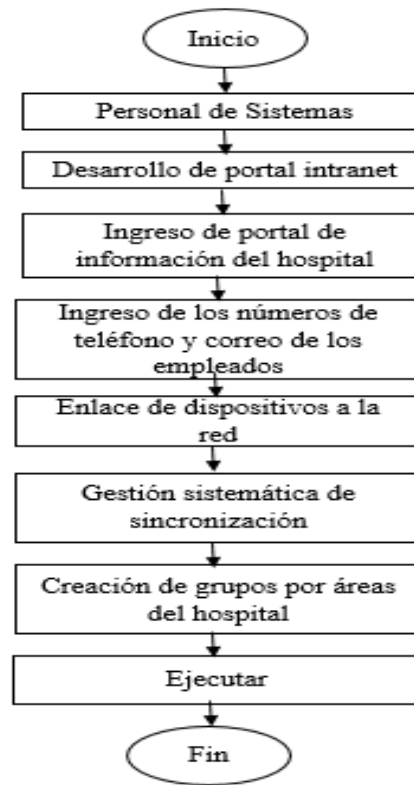 Inicio
Personal de Sistemas
Desarrollo de portal intranet
Ingreso de portal de
información del hospital
Ingreso de los números de
teléfono y correo de los
empleados
Enlace de dispositivos a la
red
Gestión sistemática de
sincronización
Creación de grupos por áreas
del hospital
Ejecutar
Fin